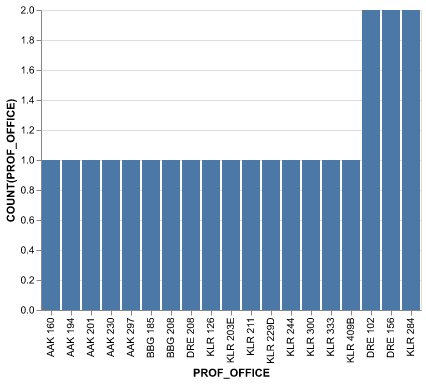 COUNT(PROF_OFFICE)
2.0
1.8
1.6
1.4
1.2
1.0
0.8
0.6
0.4
0.2
0.0
AAK 160
AAK 194
AAK 201
AAK 230
AAK 297
BBG 185
BBG 208
DRE 208
KLR 126
KLR 203E
KLR 211
KLR 229D
KLR 244
KLR 300
KLR 333
KLR 409B
DRE 102
DRE 156
KLR 284
PROF_OFFICE